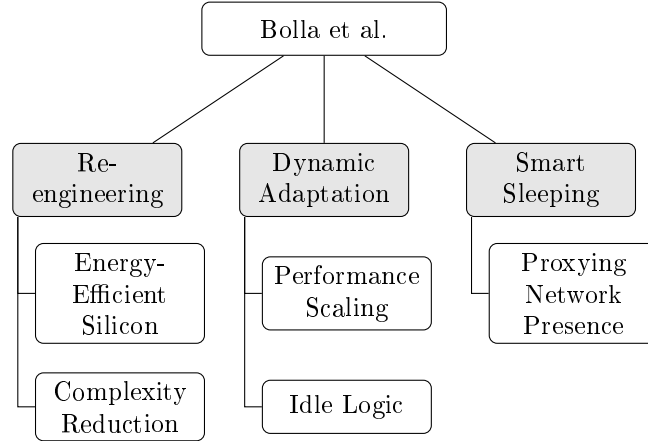 Bolla et al.
Re-
engineering
Dynamic
Adaptation
Smart
Sleeping
Energy-
Efficient
Silicon
Performance
Scaling
Proxying
Network
Presence
Complexity
Reduction
Idle Logic